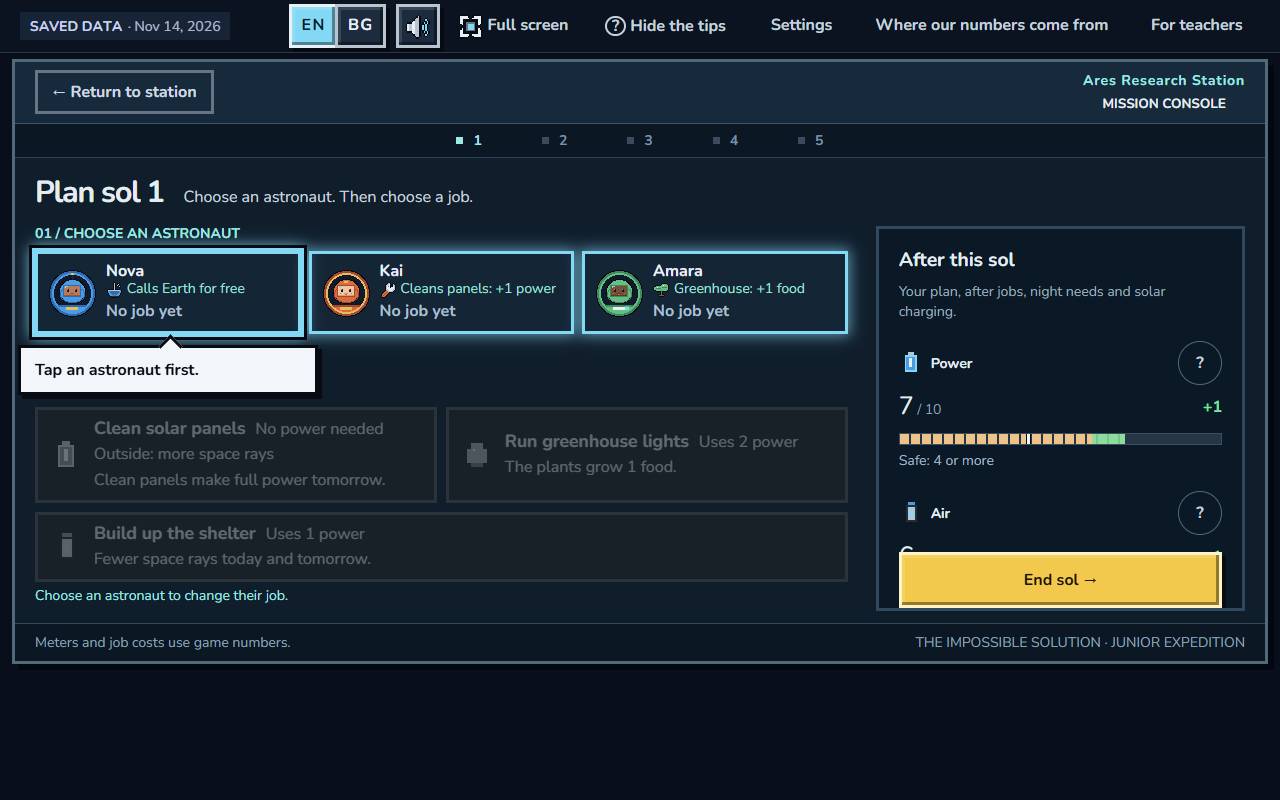 SAVED DATA · Nov 14, 2026
EN
BG
Full screen
? Hide the tips
Settings
Where our numbers come from
For teachers
← Return to station
Ares Research Station
MISSION CONSOLE
1
2
3
4
5
Plan sol 1
Choose an astronaut. Then choose a job.
01 / CHOOSE AN ASTRONAUT
Nova
Calls Earth for free
No job yet
Kai
Cleans panels: +1 power
No job yet
Amara
Greenhouse: +1 food
No job yet
Tap an astronaut first.
Clean solar panels No power needed
Outside: more space rays
Clean panels make full power tomorrow.
Run greenhouse lights Uses 2 power
The plants grow 1 food.
Build up the shelter Uses 1 power
Fewer space rays today and tomorrow.
Choose an astronaut to change their job.
After this sol
Your plan, after jobs, night needs and solar
charging.
Power
?
7 / 10
+1
Safe: 4 or more
Air
?
End sol →
Meters and job costs use game numbers.
THE IMPOSSIBLE SOLUTION · JUNIOR EXPEDITION